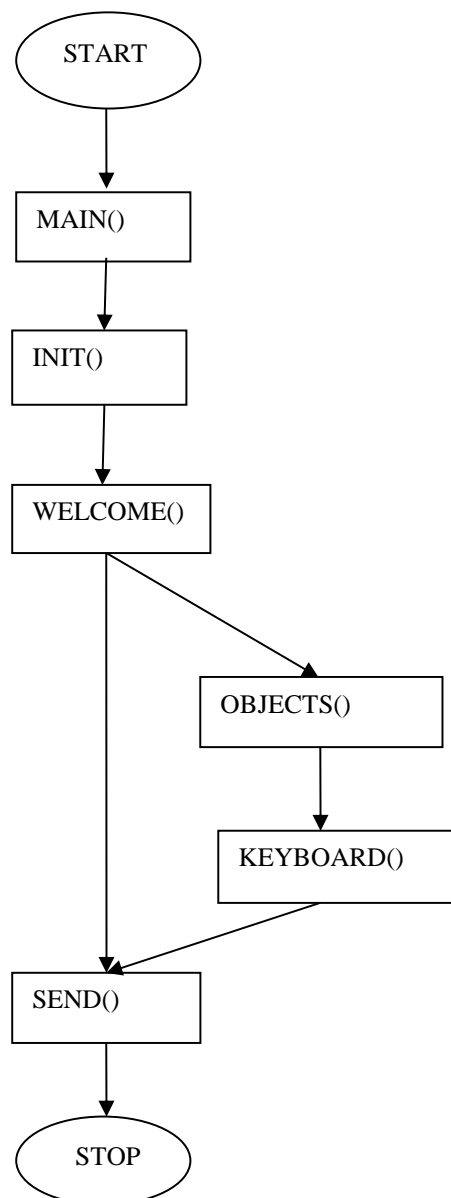 START
MAIN()
INIT()
WELCOME()
OBJECTS()
KEYBOARD()
SEND()
STOP